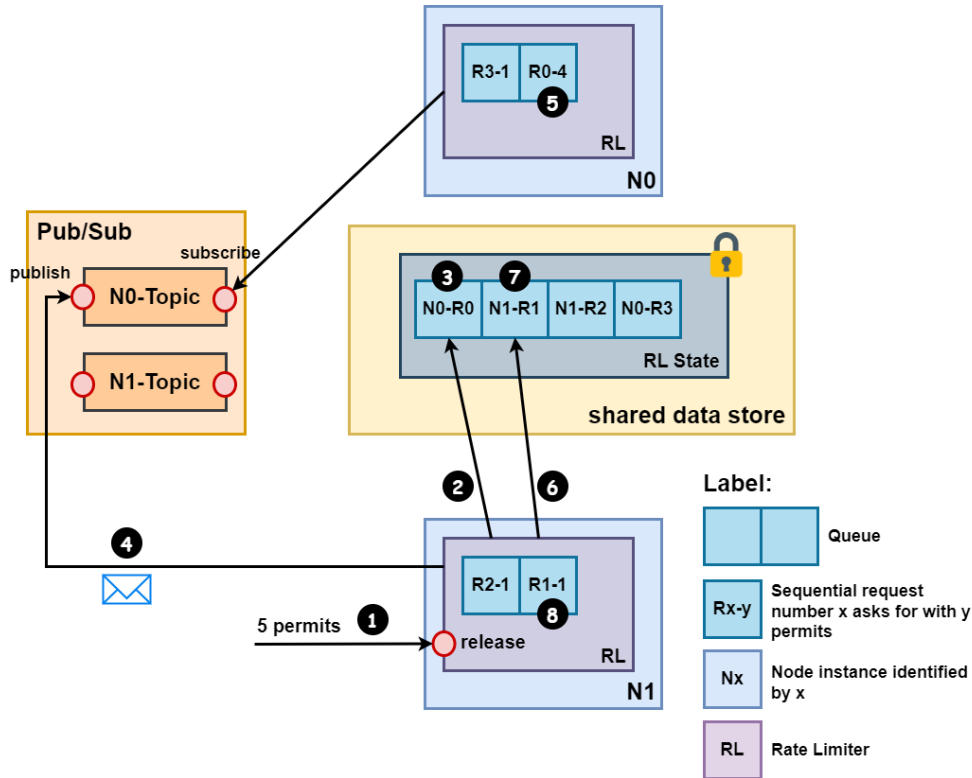 R3-1
R0-4
5
RL
N0
Pub/Sub
subscribe
publish
N0-Topic
N1-Topic
3
7
N0-R0
N1-R1
N1-R2
N0-R3
RL State
shared data store
2
6
4
R2-1
R1-1
8
5 permits
1
release
RL
N1
Label:
Queue
Rx-y
Sequential request
number x asks for with y
permits
Nx
Node instance identified
by x
RL
Rate Limiter